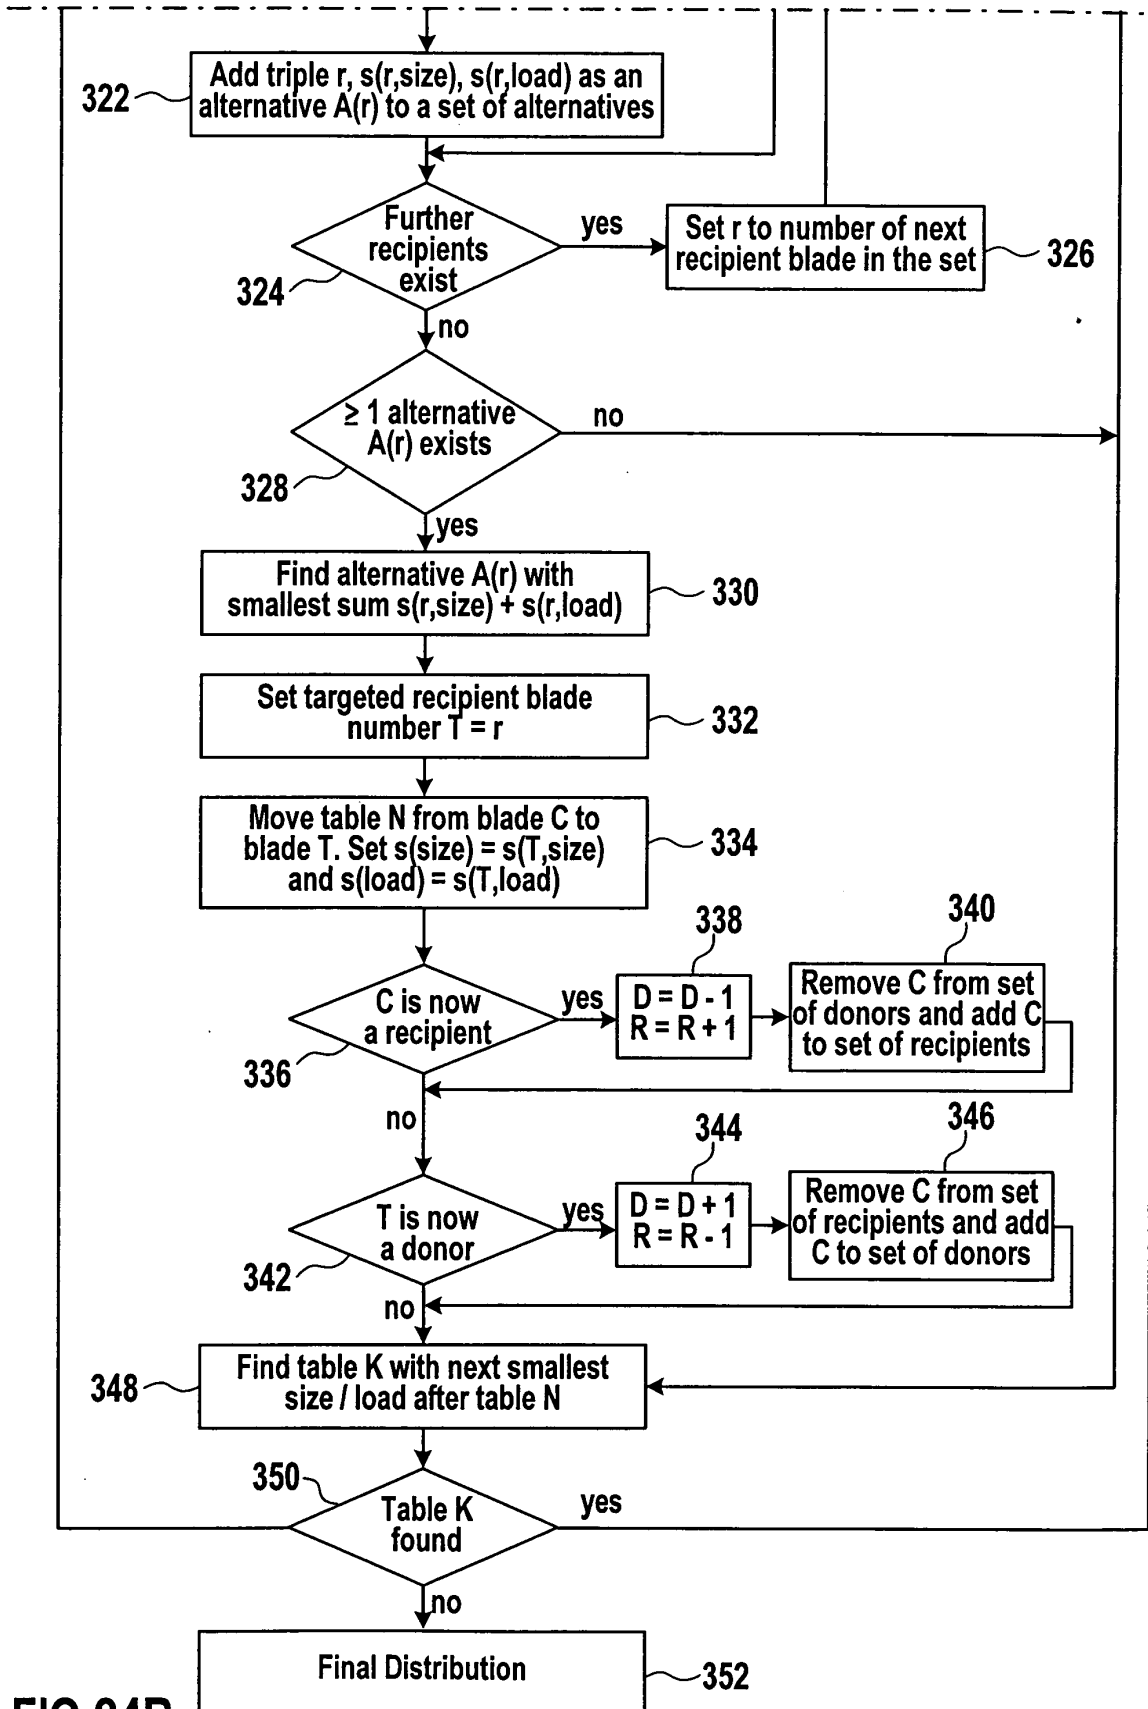 Add triple r, s(r,size), s(r,load) as an
alternative A(r) to a set of alternatives
322
Further
recipients
exist
324
yes
Set r to number of next
recipient blade in the set
326
no
≥ 1 alternative
A(r) exists
328
no
yes
Find alternative A(r) with
smallest sum s(r,size) + s(r,load)
330
Set targeted recipient blade
number T = r
332
Move table N from blade C to
blade T. Set s(size) = s(T,size)
and s(load) = s(T,load)
334
C is now
a recipient
336
yes
338
D = D - 1
R = R + 1
340
Remove C from set
of donors and add C
to set of recipients
no
T is now
a donor
342
yes
344
D = D + 1
R = R - 1
346
Remove C from set
of recipients and add
C to set of donors
no
Find table K with next smallest
size / load after table N
348
350
Table K
found
yes
no
Final Distribution
352